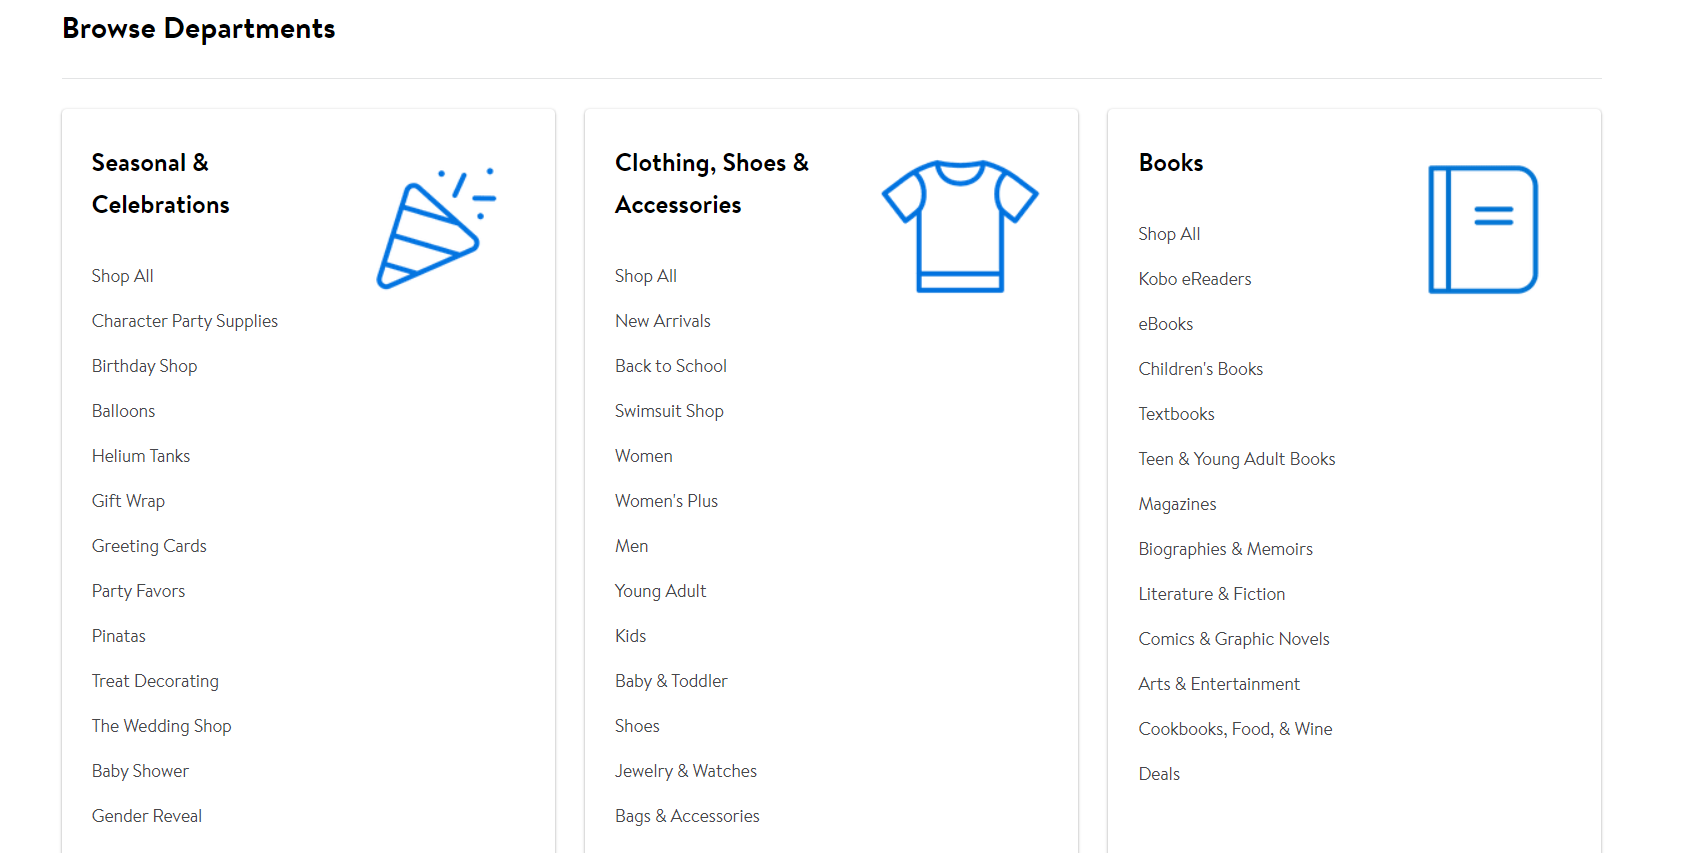 Browse Departments
Seasonal &
Celebrations
Shop All
Character Party Supplies
Birthday Shop
Balloons
Helium Tanks
Gift Wrap
Greeting Cards
Party Favors
Pinatas
Treat Decorating
The Wedding Shop
Baby Shower
Gender Reveal
Clothing, Shoes &
Accessories
Shop All
New Arrivals
Back to School
Swimsuit Shop
Women
Women's Plus
Men
Young Adult
Kids
Baby & Toddler
Shoes
Jewelry & Watches
Bags & Accessories
Books
Shop All
Kobo eReaders
eBooks
Children's Books
Textbooks
Teen & Young Adult Books
Magazines
Biographies & Memoirs
Literature & Fiction
Comics & Graphic Novels
Arts & Entertainment
Cookbooks, Food, & Wine
Deals